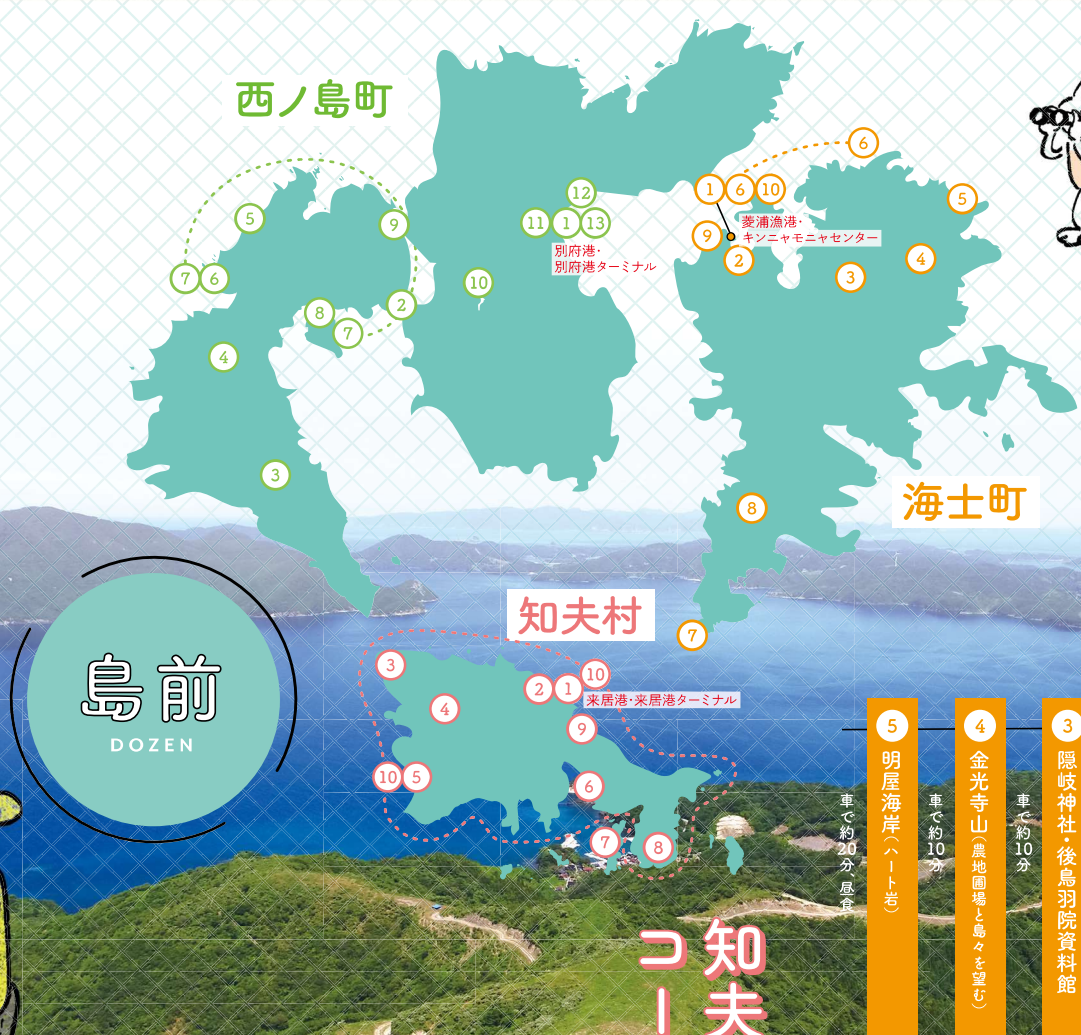 西ノ島町
5
9
7
6
8
7
2
4
3
12
11
1
13
別府港・
別府港ターミナル
10
6
1
6
10
菱浦漁港・
キンニャモニャセンター
9
2
5
4
3
8
7
海士町
知夫村
3
4
2
1
10
来居港・来居港ターミナル
9
10
5
6
7
8
島前
DOZEN
3
隠岐神社・後鳥羽院資料館
車で約10分
4
金光寺山(農地圃場と島々を望む)
車で約10分
5
明屋海岸(ハート岩)
車で約20分、昼食
知夫
コー